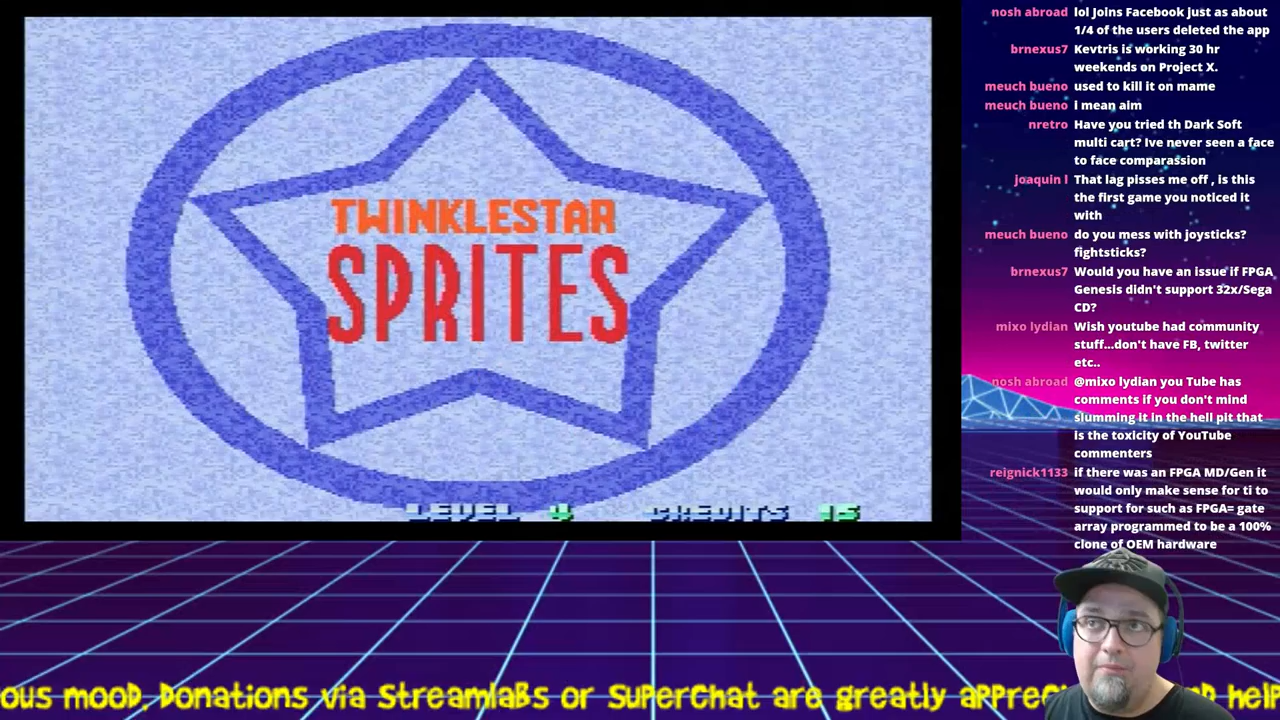 TWINKLESTAR
SPRITES
LEVEL
CREDITS 15
nosh abroad lol Joins Facebook just as about
1/4 of the users deleted the app
brnexus7 Kevtris is working 30 hr
weekends on Project X.
meuch bueno used to kill it on mame
meuch bueno i mean aim
nretro Have you tried th Dark Soft
multi cart? Ive never seen a face
to face comparassion
joaquin l That lag pisses me off , is this
the first game you noticed it
with
meuch bueno do you mess with joysticks?
fightsticks?
brnexus7 Would you have an issue if FPGA
Genesis didn't support 32x/Sega
CD?
mixo lydian Wish youtube had community
stuff...don't have FB, twitter
etc..
nosh abroad @mixo lydian you Tube has
comments if you don't mind
slumming it in the hell pit that
is the toxicity of YouTube
commenters
reignick1133 if there was an FPGA MD/Gen it
would only make sense for ti to
support for such as FPGA= gate
array programmed to be a 100%
clone of OEM hardware
ous mood. Donations via Streamlabs or SuperChat are greatly